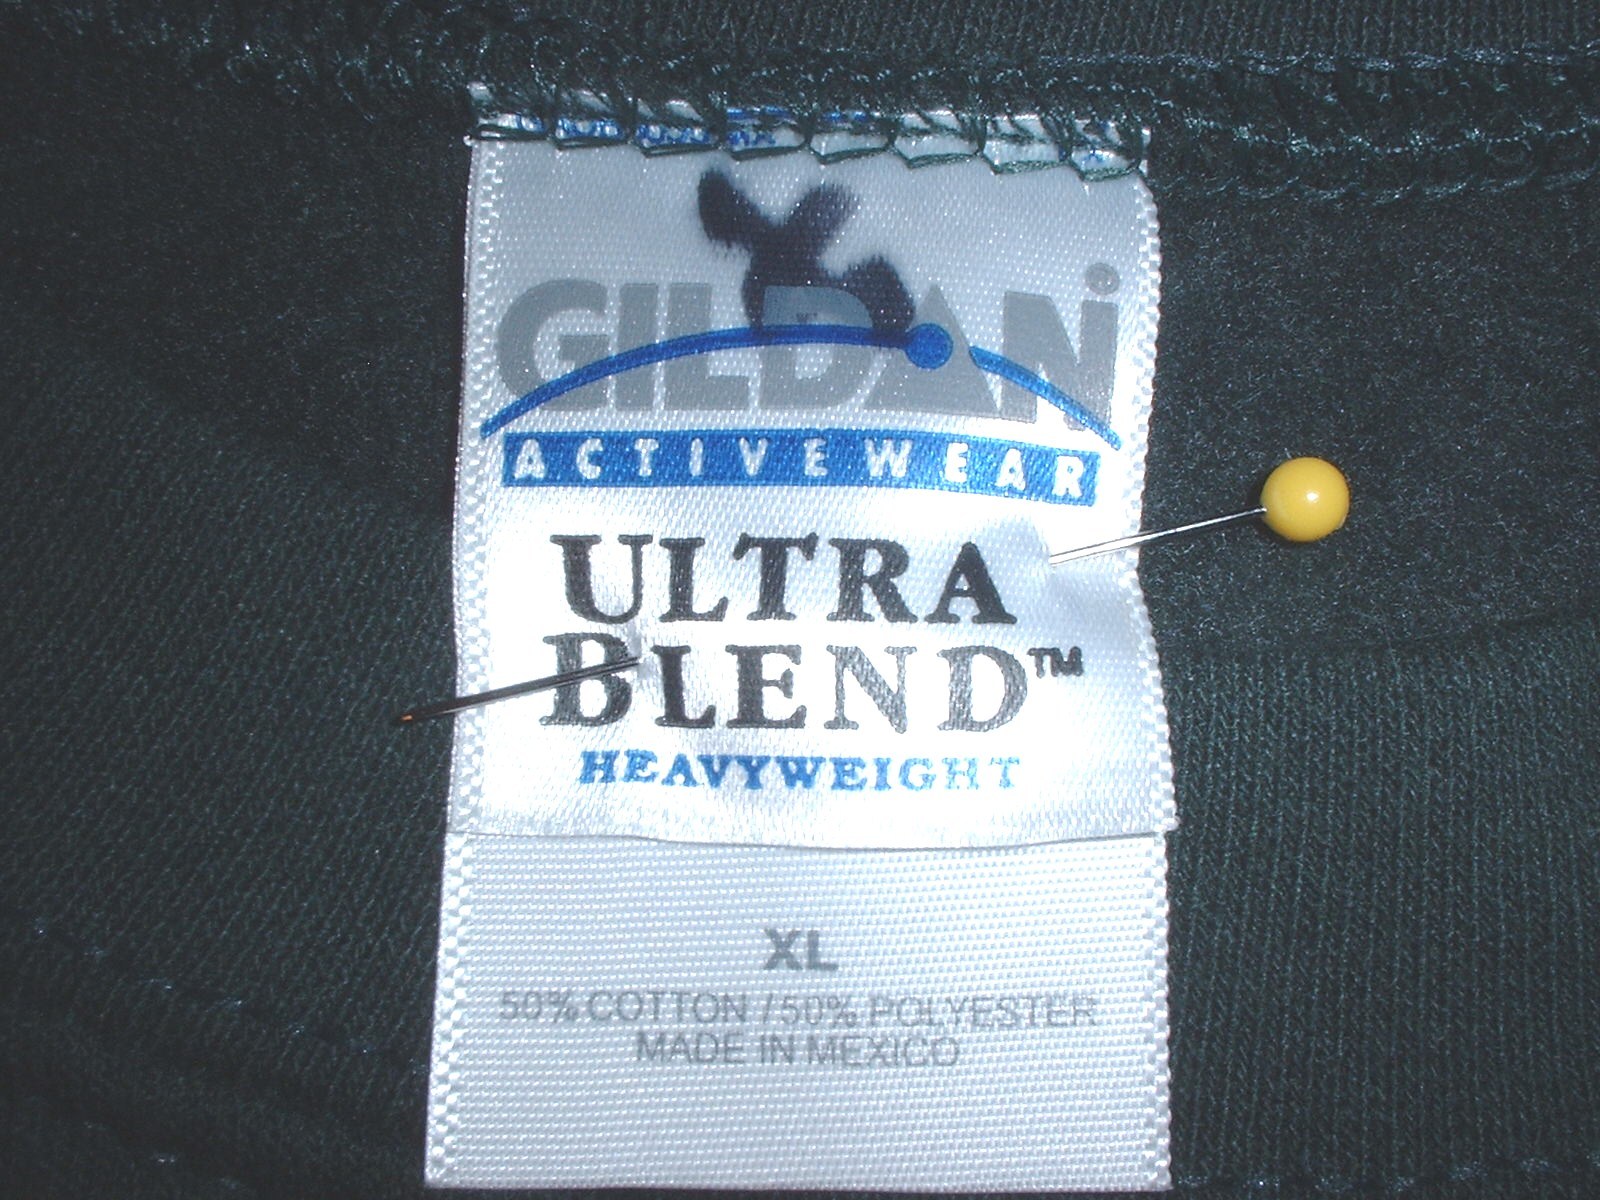 GILDAN
ACTIVEWEAR
ULTRA
BLEND™
HEAVYWEIGHT
XL
50% COTTON / 50% POLYESTER
MADE IN MEXICO